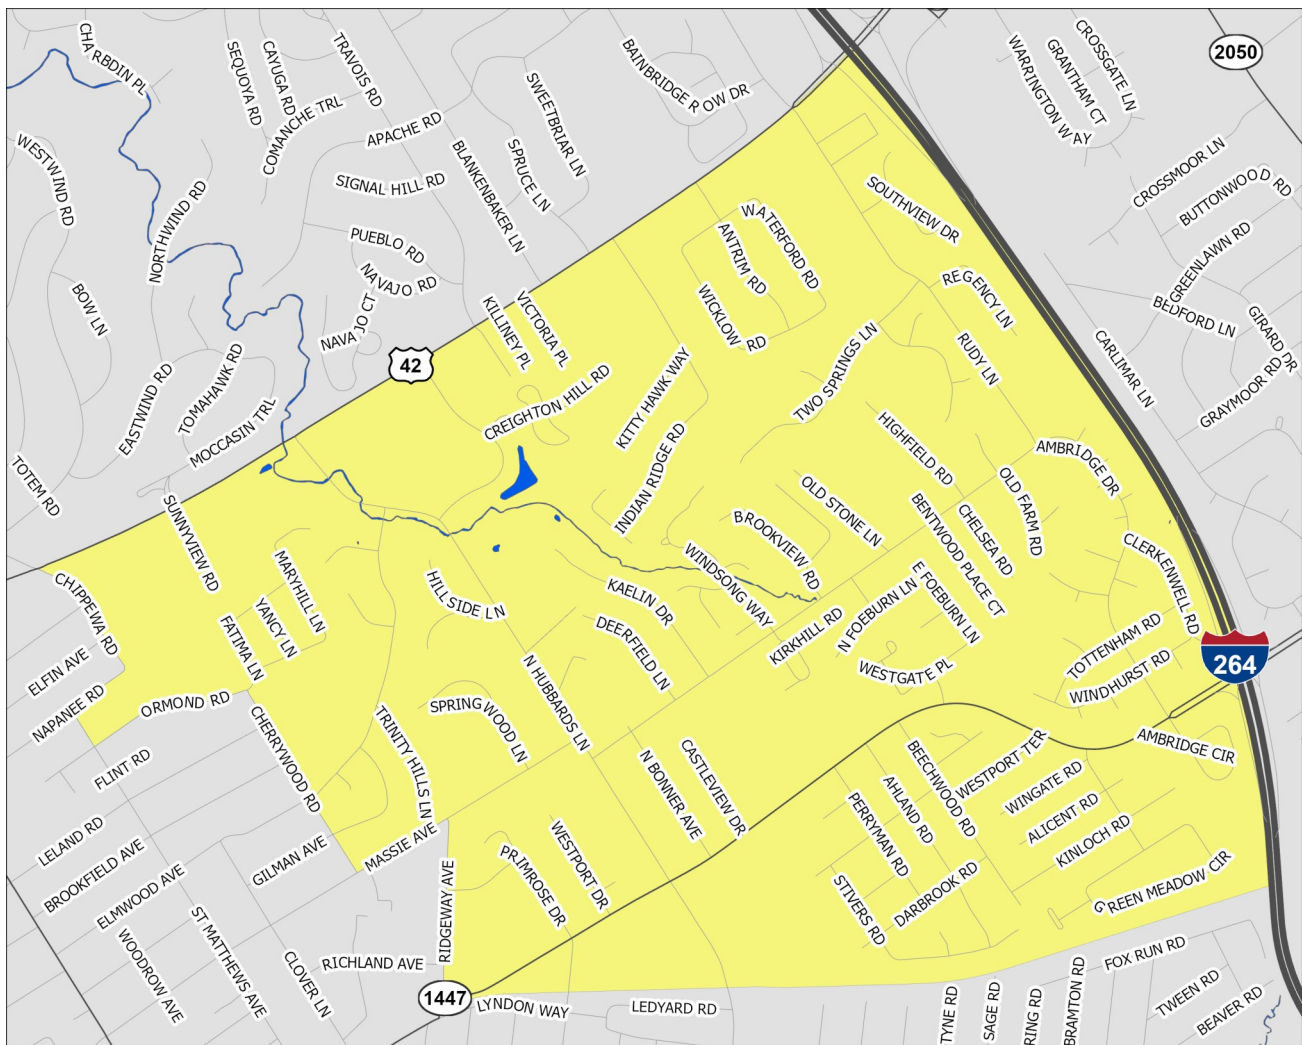 CHARBDIN PL
SEQUOYA RD
CAYUGA RD
TRAVOIS RD
COMANCHE TRL
APACHE RD
SIGNAL HILL RD
BLANKENBAKER LN
SPRUCE LN
SWEETBRIAR LN
BAINBRIDGE ROW DR
WARRINGTON WAY
GRANTHAM CT
CROSSGATE LN
2050
CROSSMOOR LN
BUTTONWOOD RD
GREENLAWN RD
BEDFORD LN
GIRARD DR
GRAYMOOR RD
CARLIMAR LN
WESTWIND RD
NORTHWIND RD
BOW LN
PUEBLO RD
NAVAJO RD
NAVAJO CT
EASTWIND RD
TOMAHAWK RD
MOCCASIN TRL
TOTEM RD
42
KILLINEY PL
VICTORIA PL
CREIGHTON HILL RD
KITTY HAWK WAY
INDIAN RIDGE RD
WATERFORD RD
ANTRIM RD
WICKLOW RD
SOUTHVIEW DR
REGENCY LN
RUDY LN
TWO SPRINGS LN
HIGHFIELD RD
AMBRIDGE DR
OLD FARM RD
CHELSEA RD
BENTWOOD PLACE CT
OLD STONE LN
BROOKVIEW RD
WINDSONG WAY
E FOEBURN LN
N FOEBURN LN
KIRKHILL RD
WESTGATE PL
CLERKENWELL RD
TOTTENHAM RD
WINDHURST RD
264
AMBRIDGE CIR
SUNNYVIEW RD
CHIPPEWA RD
MARYHILL LN
YANCY LN
FATIMA LN
HILLSIDE LN
KAELIN DR
DEERFIELD LN
N HUBBARDS LN
ELFIN AVE
NAPANEE RD
ORMOND RD
CHERRYWOOD RD
TRINITY HILLS LN
SPRINGWOOD LN
FLINT RD
N BONNER AVE
CASTLEVIEW DR
BEECHWOOD RD
WESTPORT TER
WINGATE RD
ALICENT RD
KINLOCH RD
AHLAND RD
PERRYMAN RD
DARBROOK RD
STIVERS RD
GREEN MEADOW CIR
LELAND RD
BROOKFIELD AVE
ELMWOOD AVE
GILMAN AVE
MASSIE AVE
RIDGEWAY AVE
PRIMROSE DR
WESTPORT DR
WOODROW AVE
ST MATTHEWS AVE
CLOVER LN
RICHLAND AVE
1447
LYNDON WAY
LEDYARD RD
FOX RUN RD
TYNE RD
SAGE RD
RING RD
BRAMTON RD
TWEEN RD
BEAVER RD